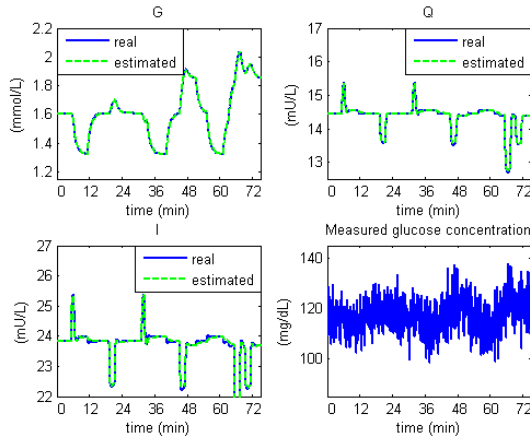 G
2.2
2
1.8
1.6
1.4
1.2
(mmol/L)
real
estimated
0 12 24 36 48 60 72
time (min)
Q
17
16
15
14
13
(mU/L)
real
estimated
0 12 24 36 48 60 72
time (min)
I
27
26
25
24
23
22
(mU/L)
real
estimated
0 12 24 36 48 60 72
time (min)
Measured glucose concentration
140
120
100
(mg/dL)
0 12 24 36 48 60 72
time (min)